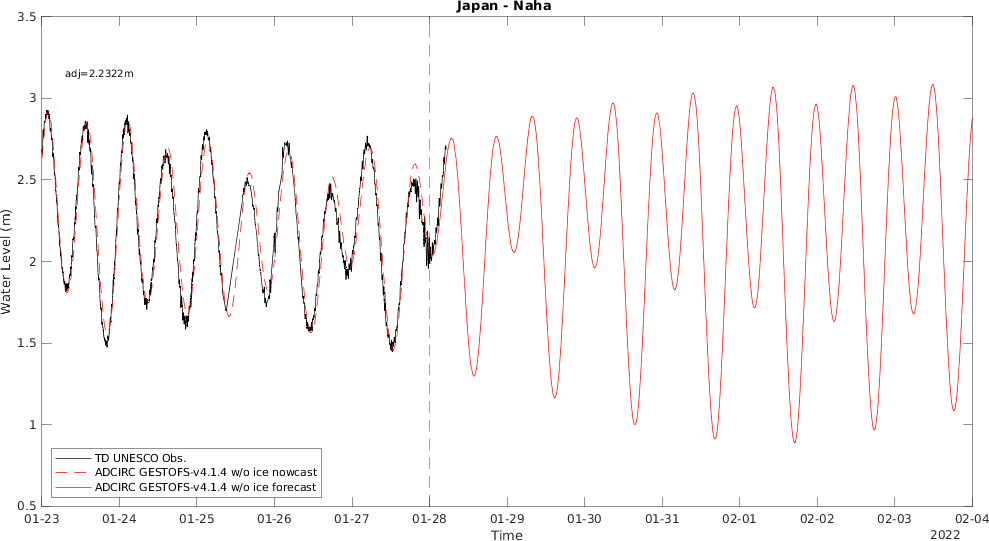 Japan - Naha
3.5
3
2.5
2
1.5
1
0.5
Water Level (m)
adj=2.2322m
TD UNESCO Obs.
ADCIRC GESTOFS-v4.1.4 w/o ice nowcast
ADCIRC GESTOFS-v4.1.4 w/o ice forecast
01-23 01-24 01-25 01-26 01-27 01-28 01-29 01-30 01-31 02-01 02-02 02-03 02-04
Time
2022